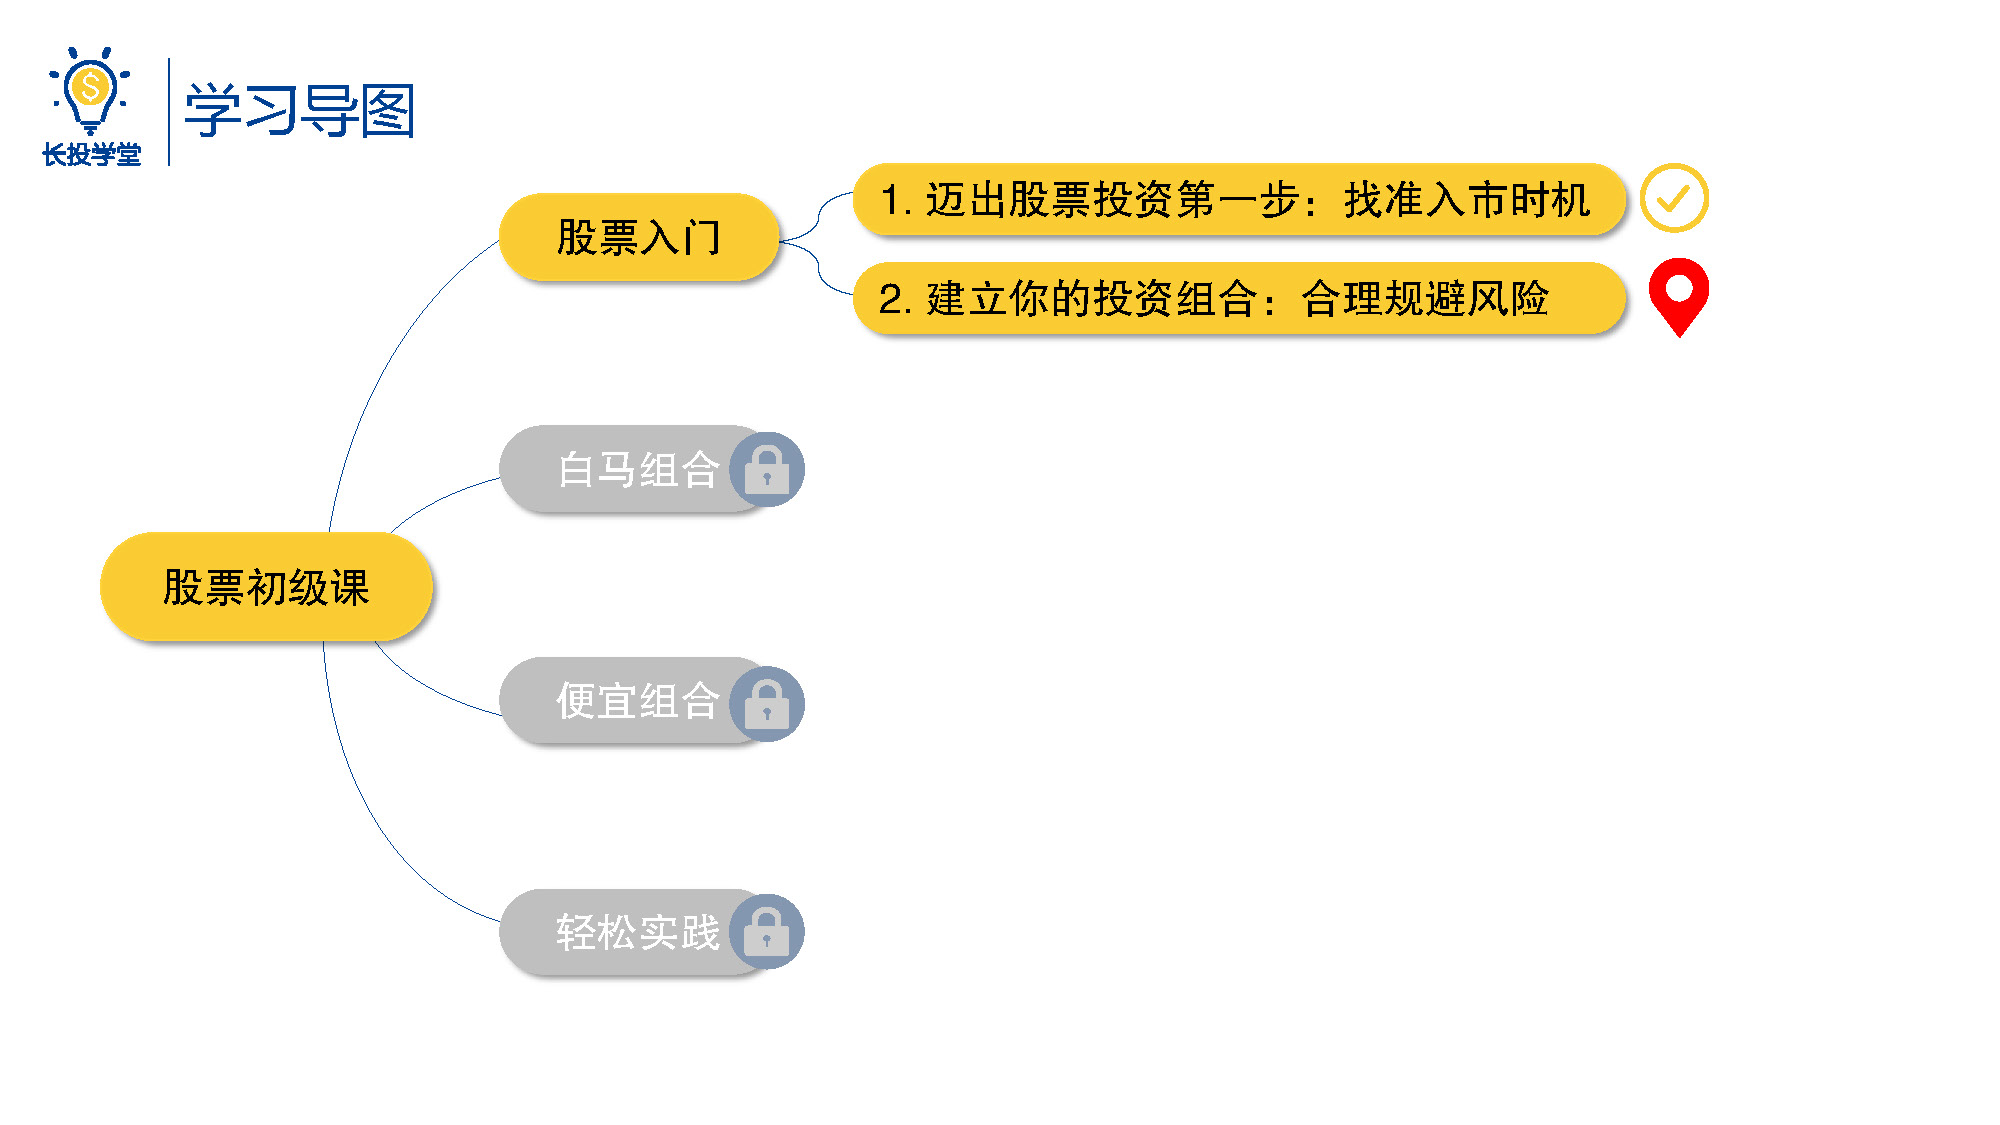 长投学堂
学习导图
股票入门
1. 迈出股票投资第一步：找准入市时机
2. 建立你的投资组合：合理规避风险
白马组合
股票初级课
便宜组合
轻松实践